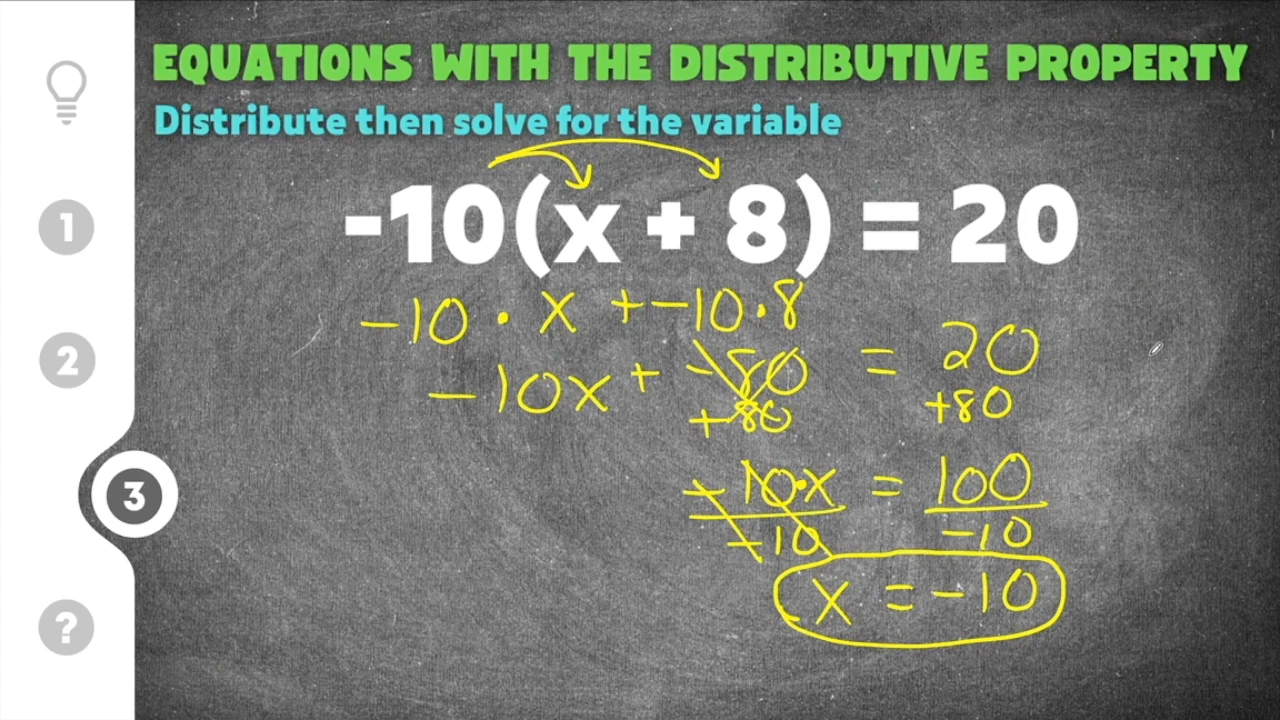 EQUATIONS WITH THE DISTRIBUTIVE PROPERTY
Distribute then solve for the variable
1
2
3
?
-10(x + 8) = 20
-10 · x + -10 · 8
-10x + -80 = 20
+80 +80
-10·x = 100
-10 -10
x = -10